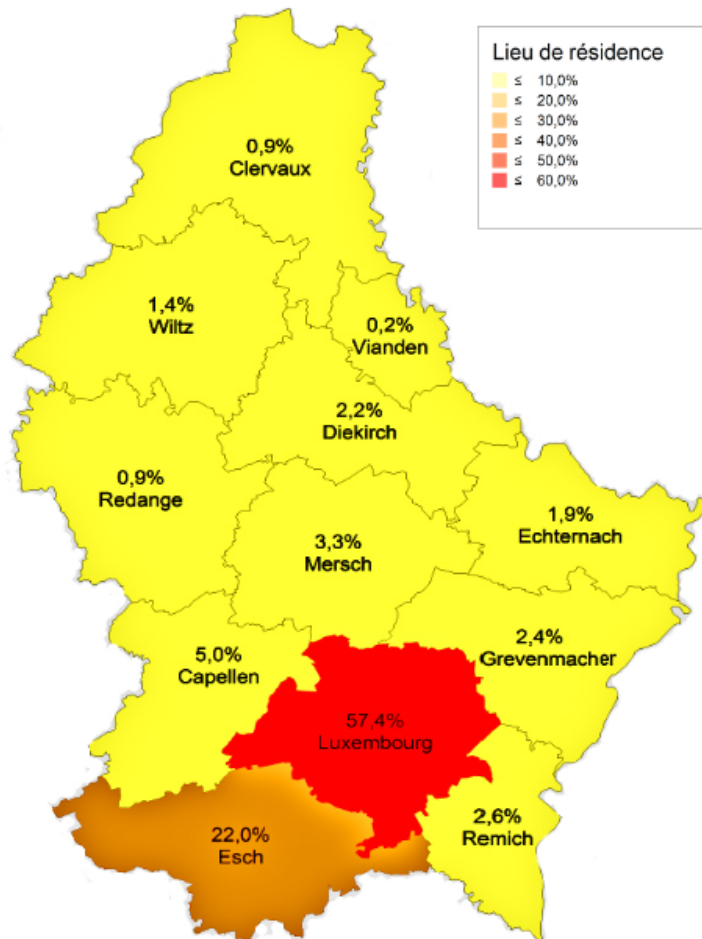 Lieu de résidence
≤ 10,0%
≤ 20,0%
≤ 30,0%
≤ 40,0%
≤ 50,0%
≤ 60,0%
0,9%
Clervaux
1,4%
Wiltz
0,2%
Vianden
2,2%
Diekirch
0,9%
Redange
1,9%
Echternach
3,3%
Mersch
2,4%
Grevenmacher
5,0%
Capellen
57,4%
Luxembourg
2,6%
Remich
22,0%
Esch